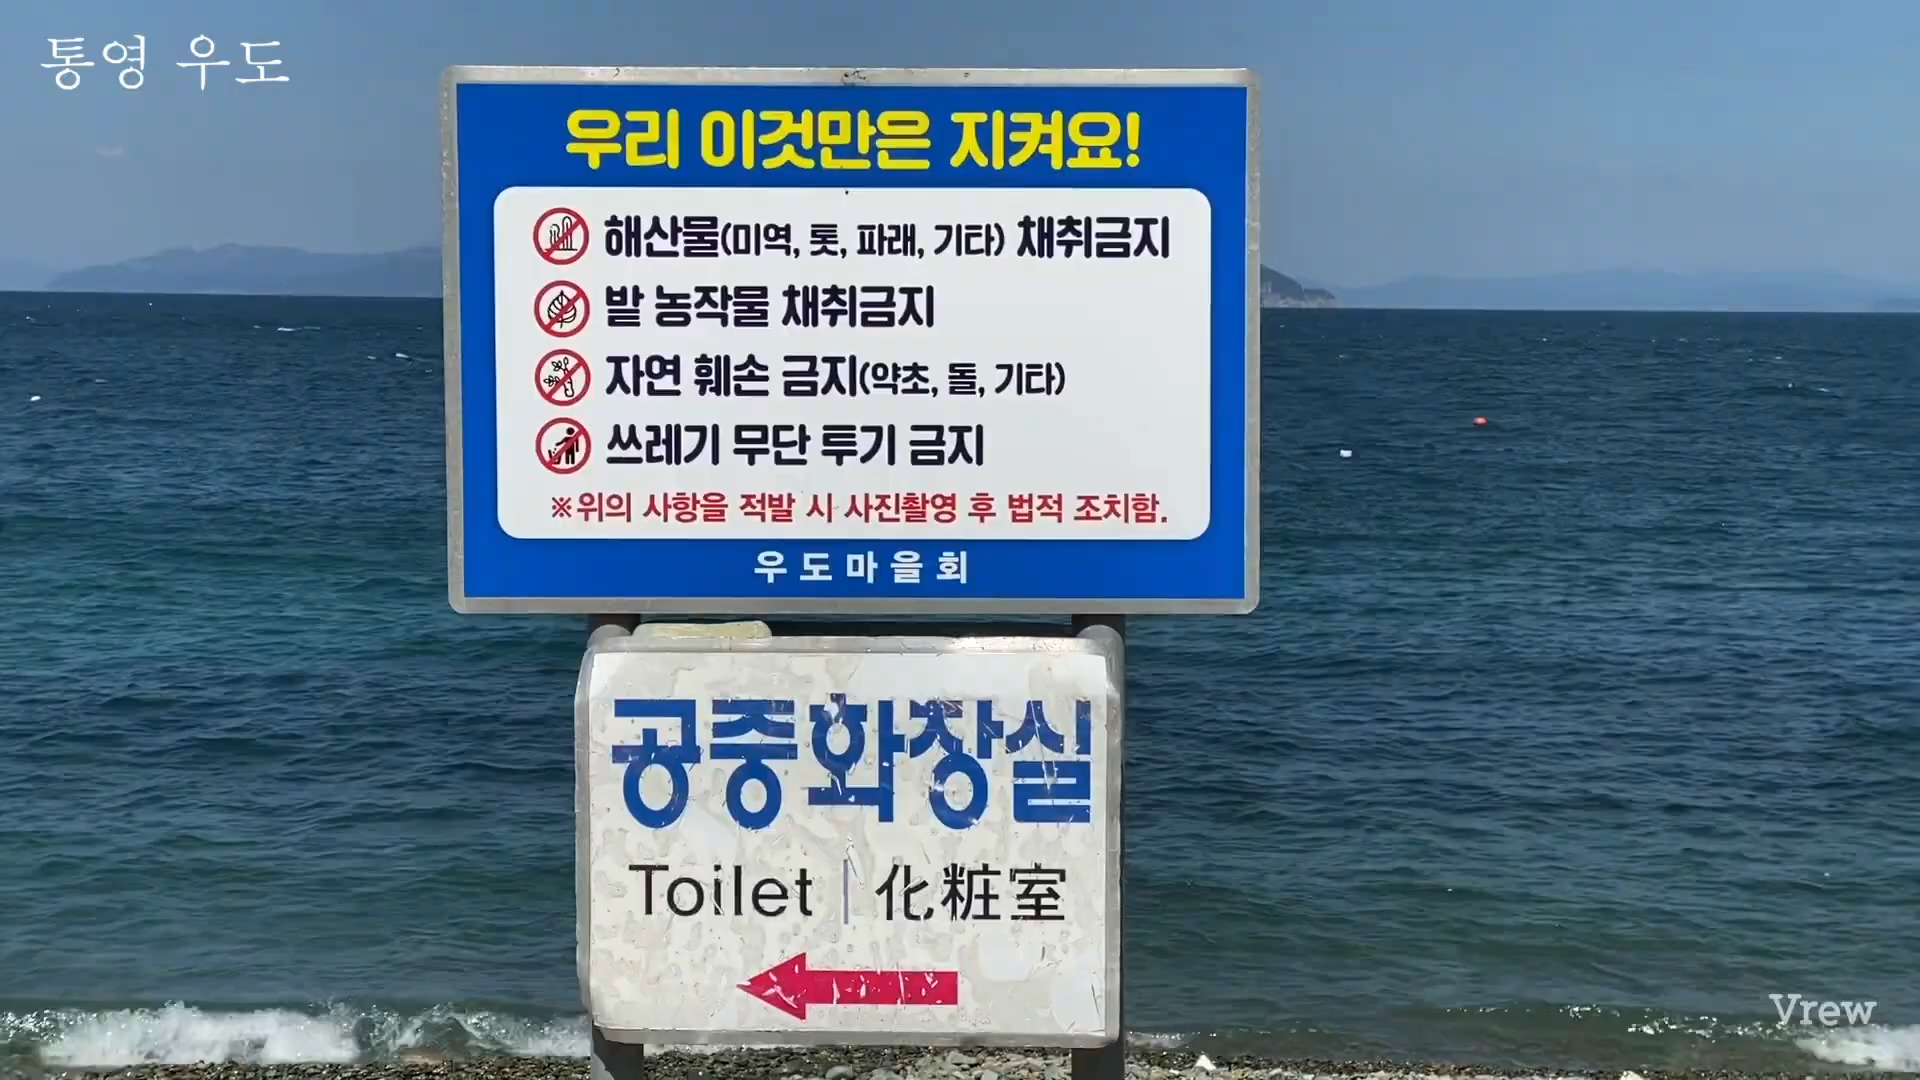 통영 우도
우리 이것만은 지켜요!
해산물(미역, 톳, 파래, 기타) 채취금지
밭 농작물 채취금지
자연 훼손 금지(약초, 돌, 기타)
쓰레기 무단 투기 금지
※위의 사항을 적발 시 사진촬영 후 법적 조치함.
우도마을회
공중화장실
Toilet | 化粧室
Vrew